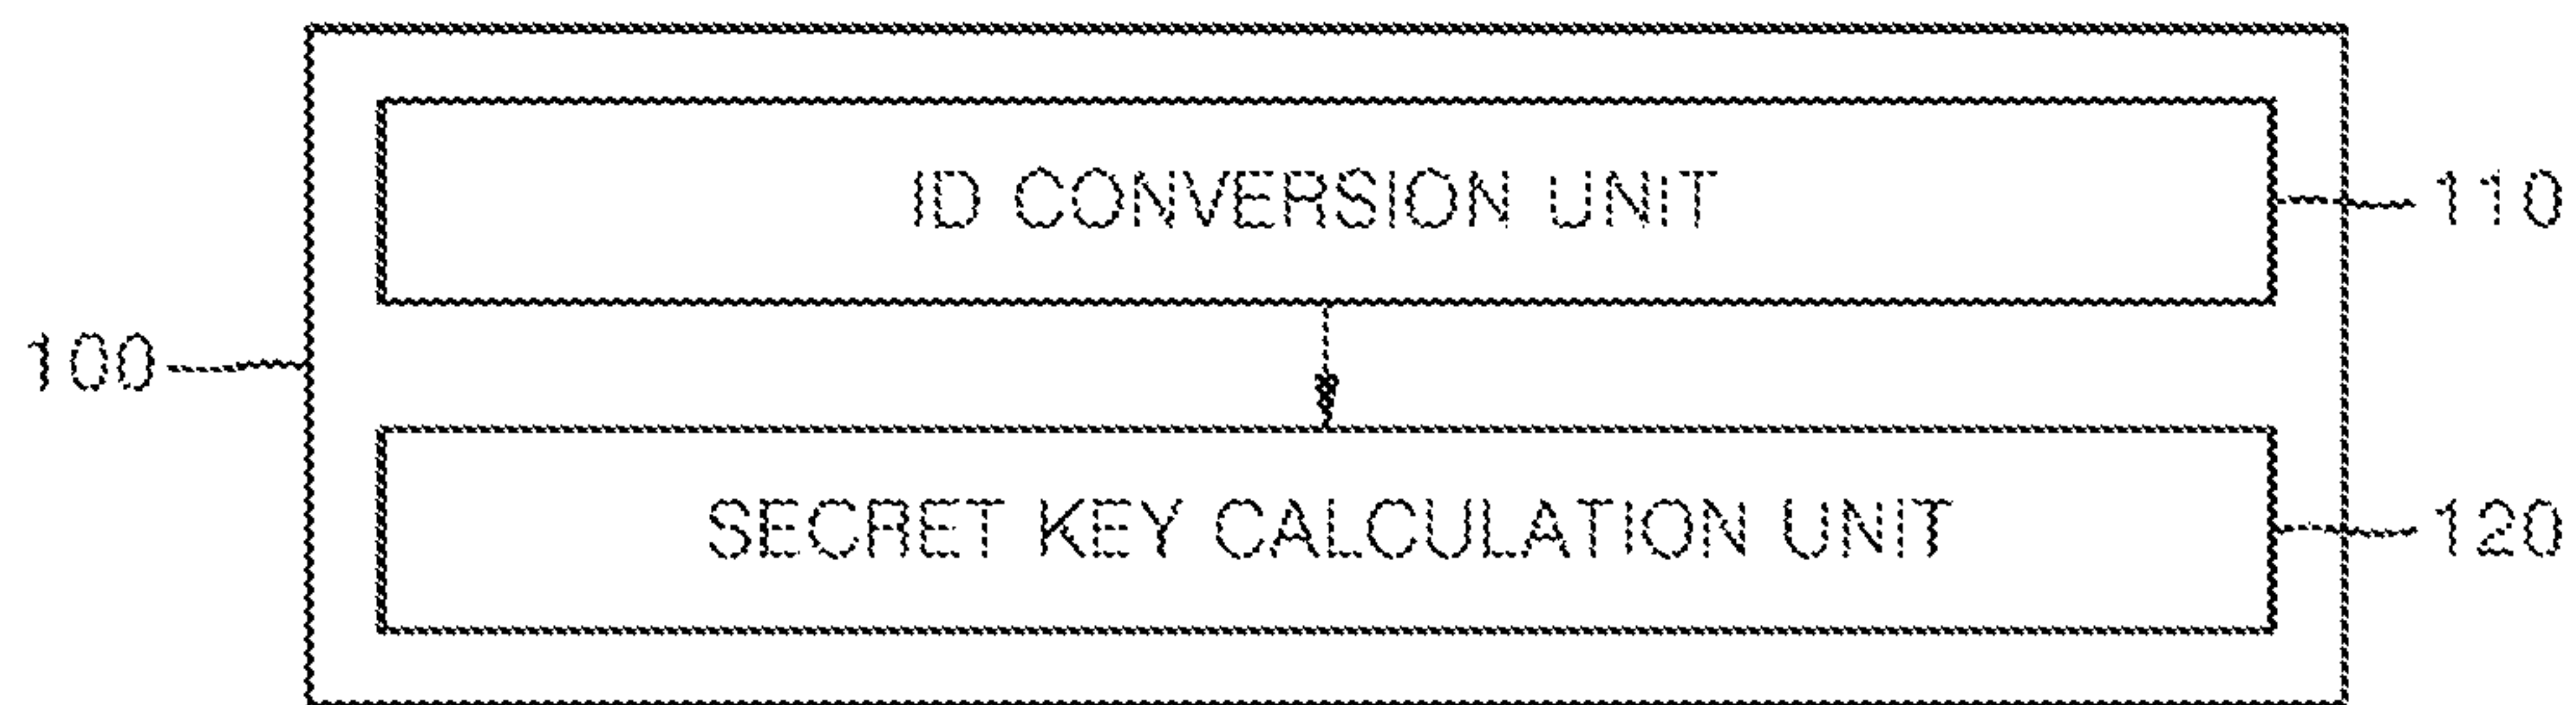 ID CONVERSION UNIT
110
100
SECRET KEY CALCULATION UNIT
120